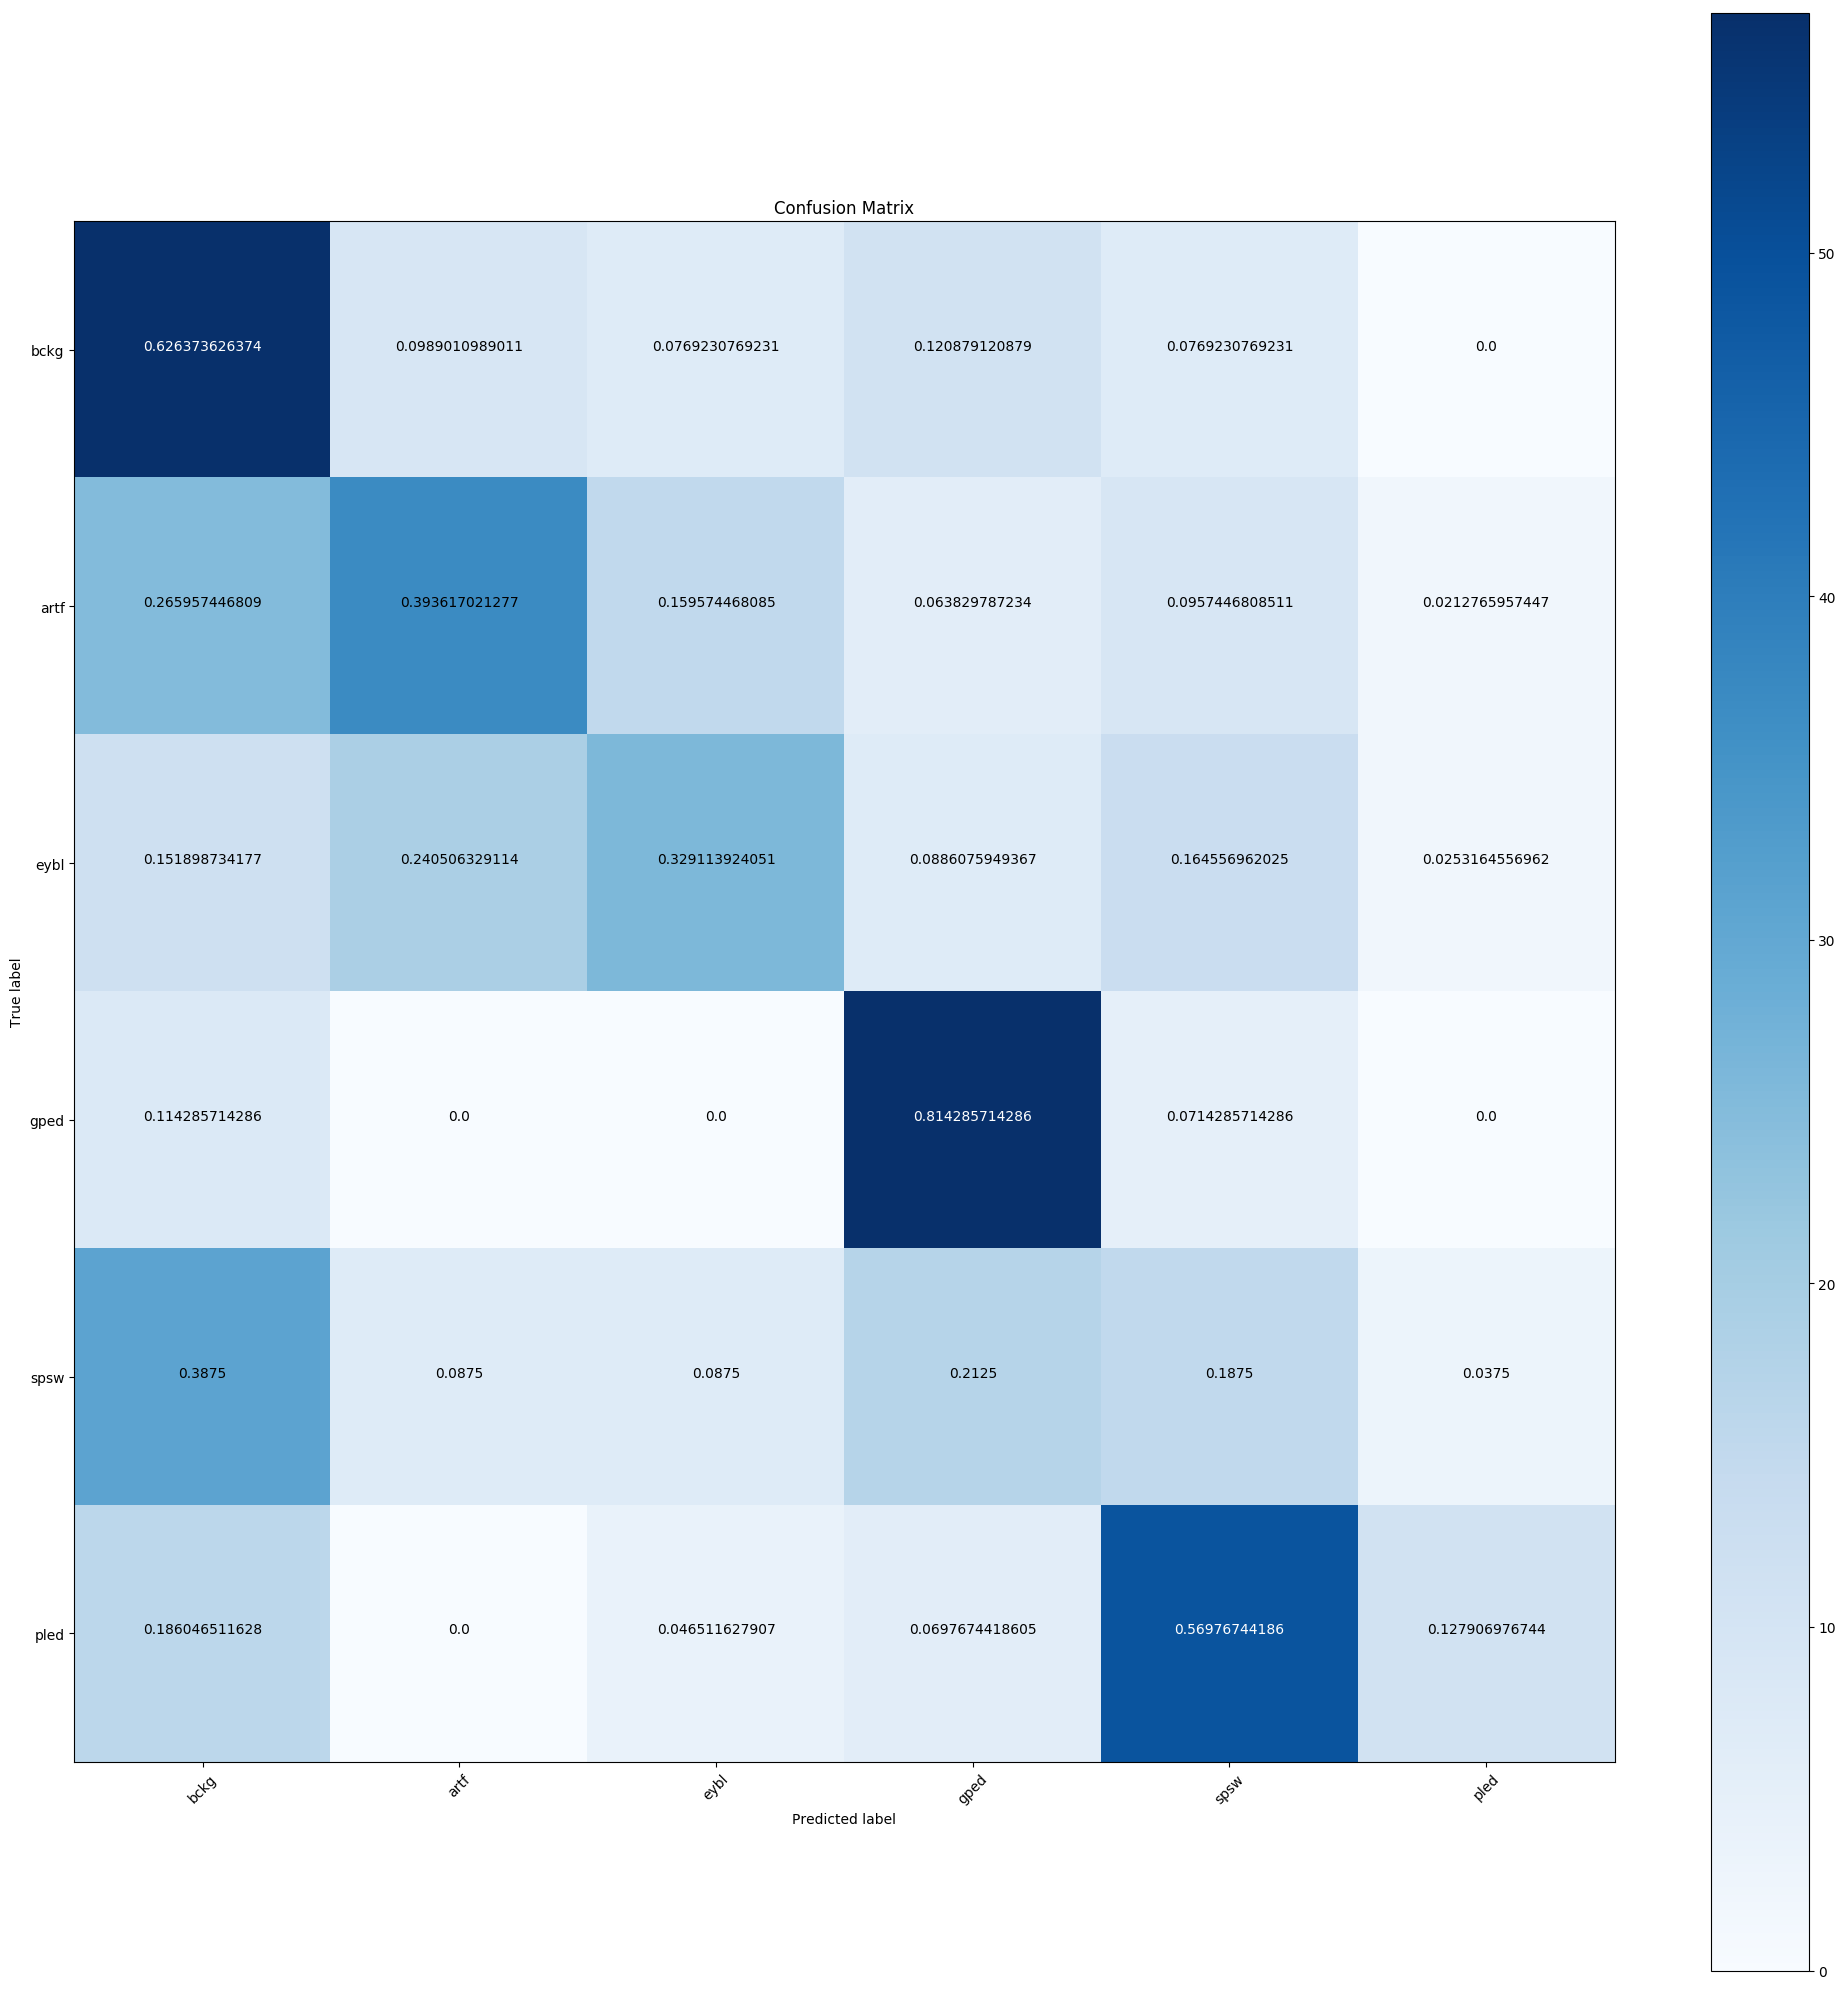 Confusion Matrix
bckg 0.626373626374 0.0989010989011 0.0769230769231 0.120879120879 0.0769230769231 0.0
artf 0.265957446809 0.393617021277 0.159574468085 0.063829787234 0.0957446808511 0.0212765957447
eybl 0.151898734177 0.240506329114 0.329113924051 0.0886075949367 0.164556962025 0.0253164556962
gped 0.114285714286 0.0 0.0 0.814285714286 0.0714285714286 0.0
spsw 0.3875 0.0875 0.0875 0.2125 0.1875 0.0375
pled 0.186046511628 0.0 0.046511627907 0.0697674418605 0.56976744186 0.127906976744
True label
bckg artf eybl gped spsw pled
Predicted label
50
40
30
20
10
0